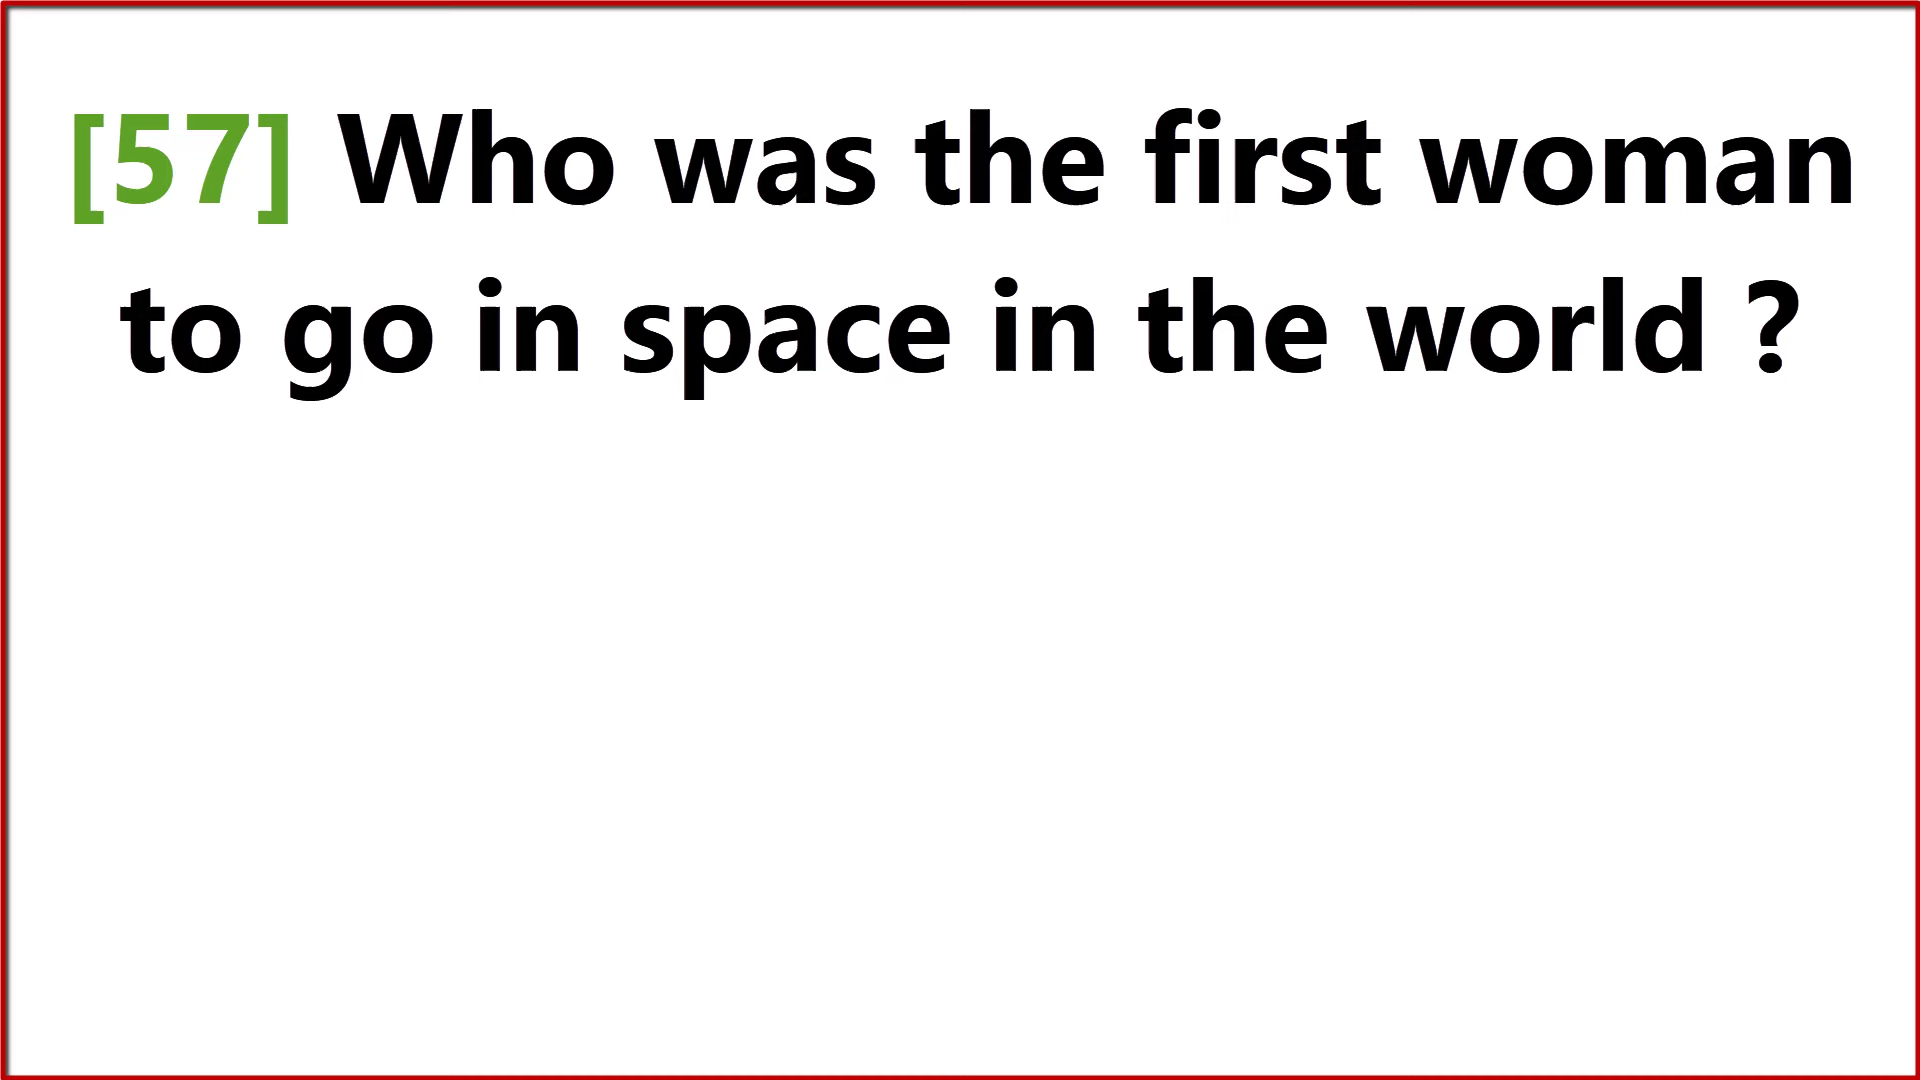 [57] Who was the first woman
to go in space in the world ?